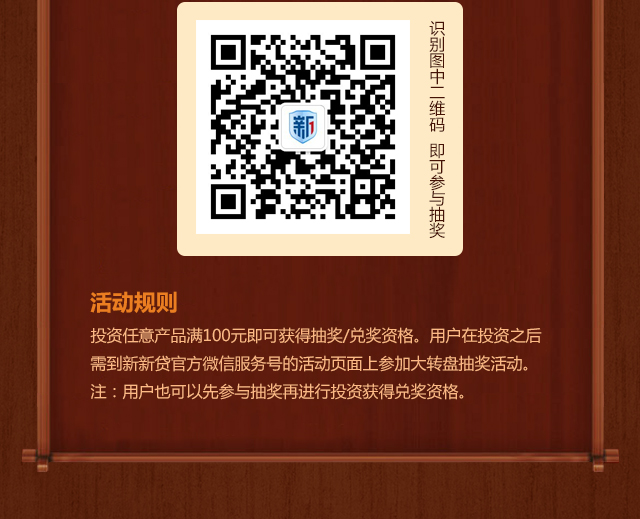 识别图中二维码 即可参与抽奖
新1
活动规则
投资任意产品满100元即可获得抽奖/兑奖资格。用户在投资之后
需到新新贷官方微信服务号的活动页面上参加大转盘抽奖活动。
注：用户也可以先参与抽奖再进行投资获得兑奖资格。